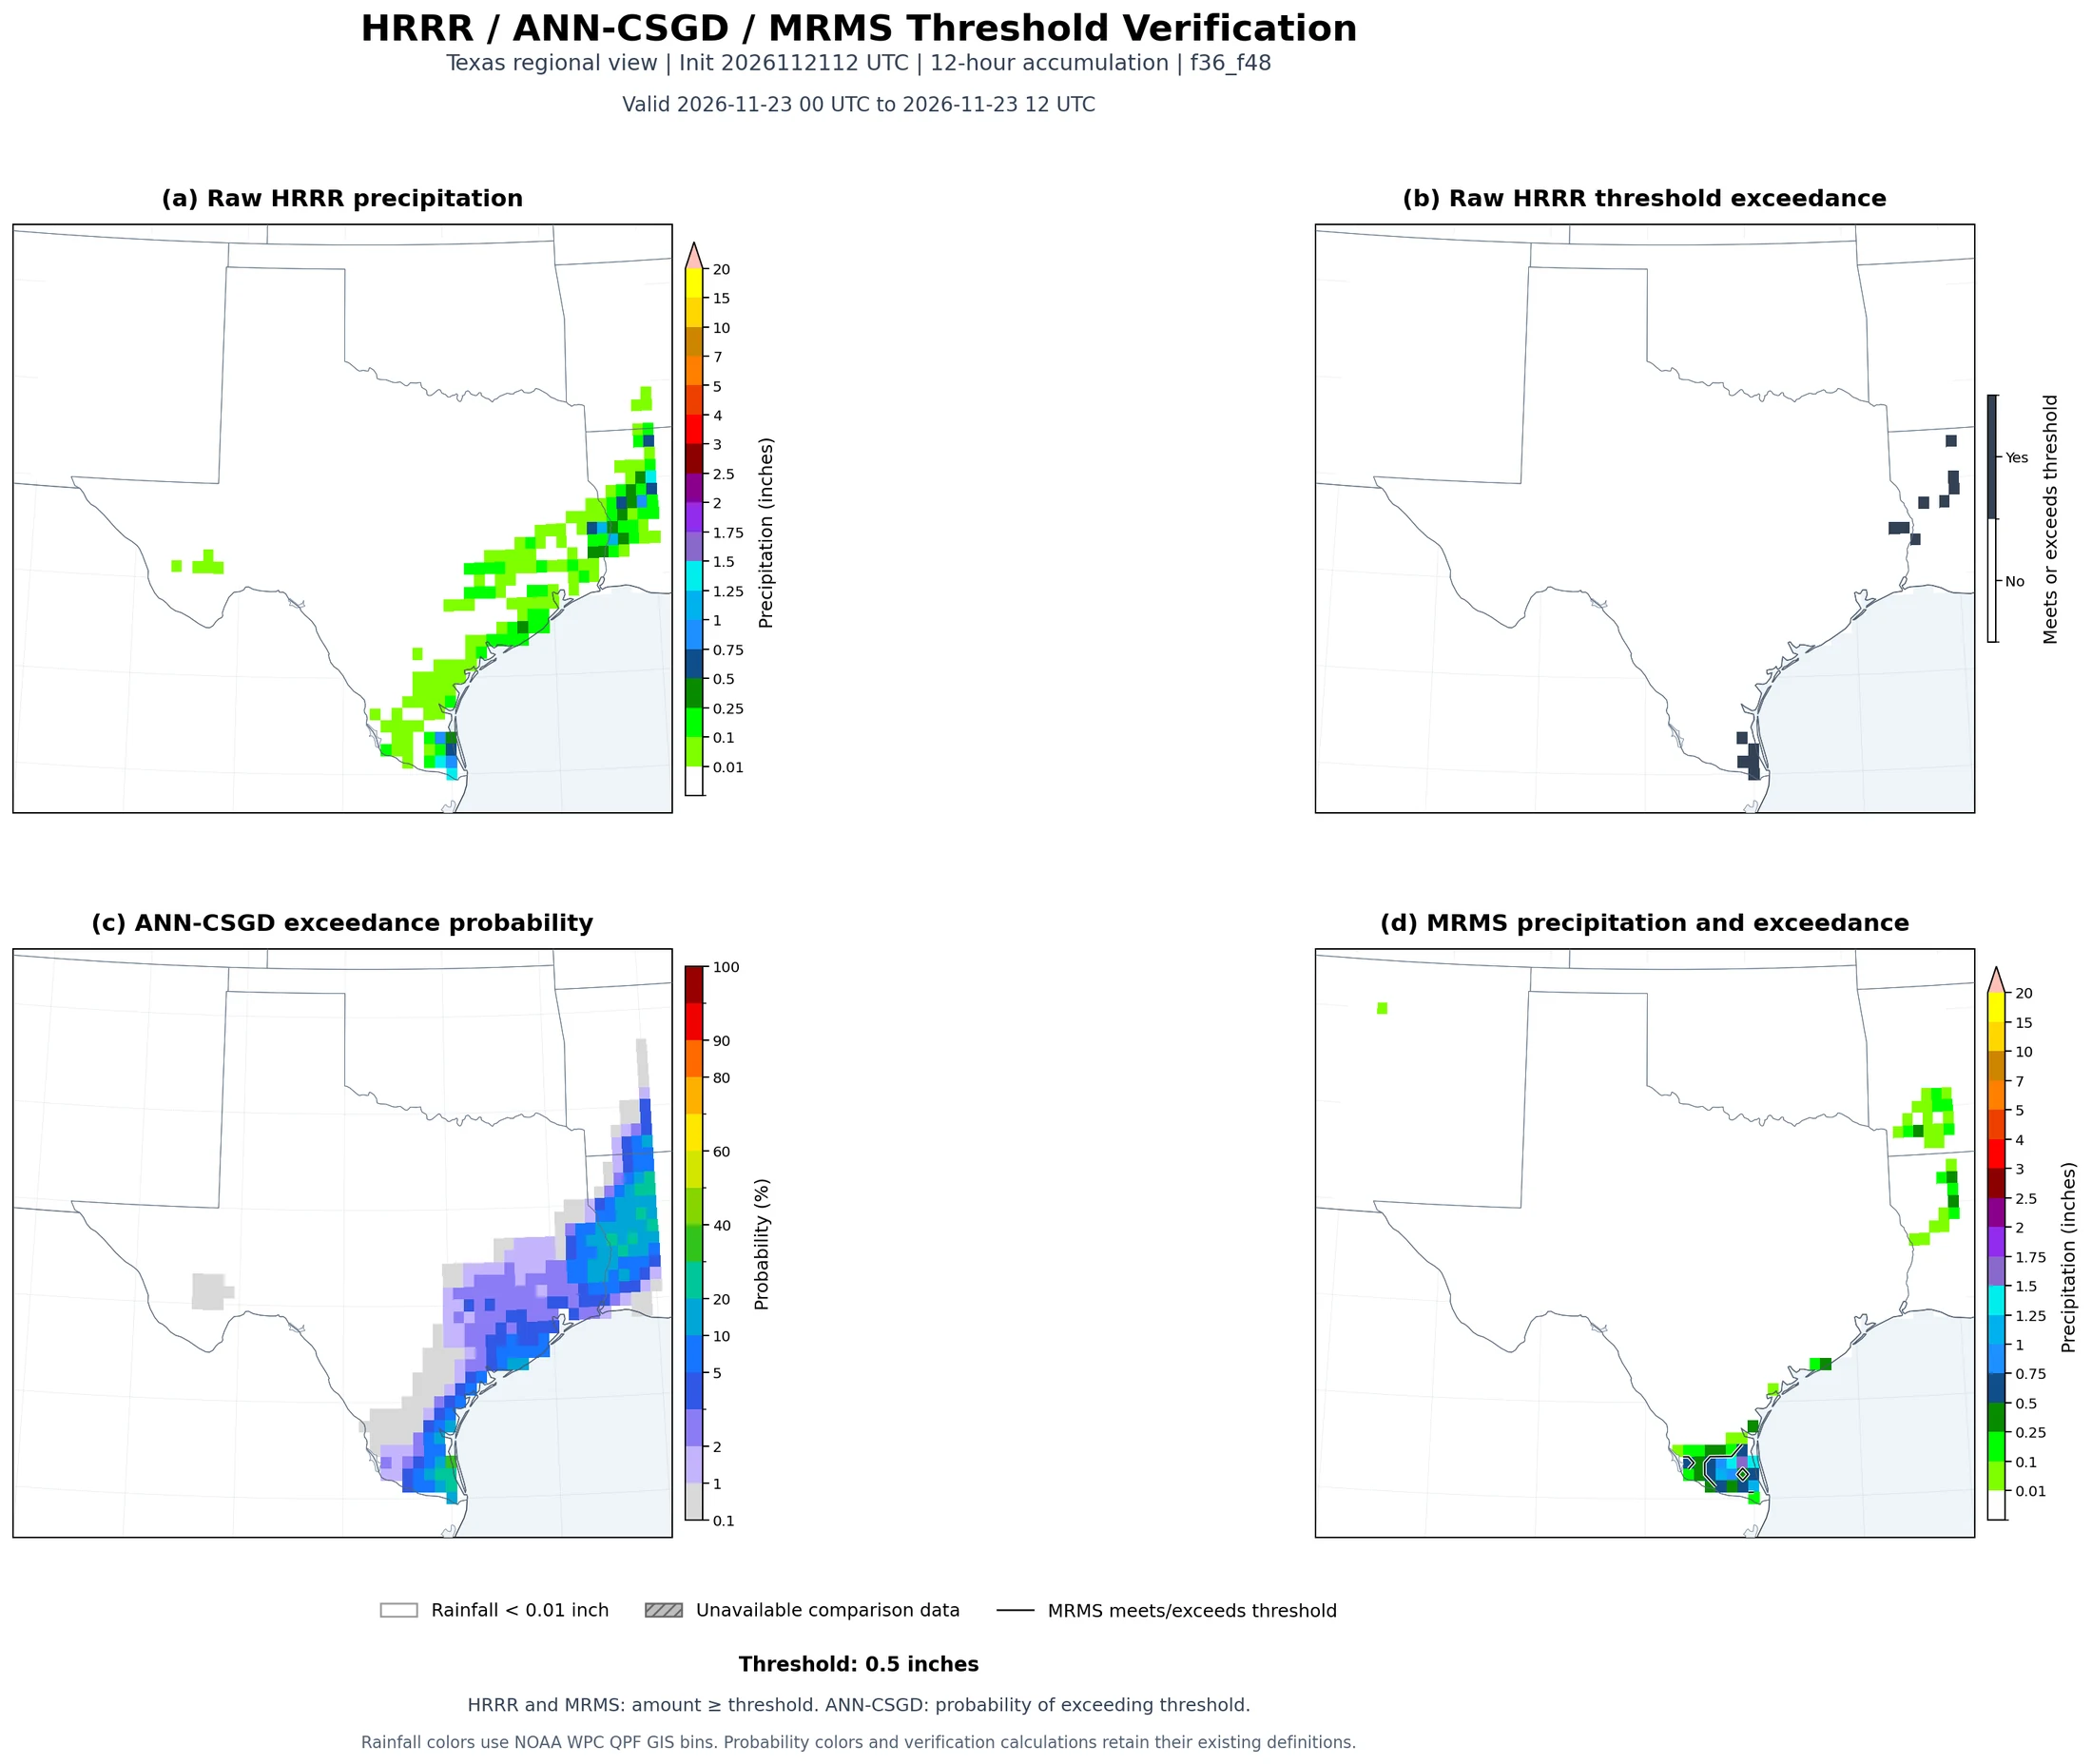 HRRR / ANN-CSGD / MRMS Threshold Verification
Texas regional view | Init 2026112112 UTC | 12-hour accumulation | f36_f48
Valid 2026-11-23 00 UTC to 2026-11-23 12 UTC
(a) Raw HRRR precipitation
20
15
10
7
5
4
3
2.5
2
1.75
1.5
1.25
1
0.75
0.5
0.25
0.1
0.01
Precipitation (inches)
(b) Raw HRRR threshold exceedance
Yes
No
Meets or exceeds threshold
(c) ANN-CSGD exceedance probability
100
90
80
60
40
20
10
5
2
1
0.1
Probability (%)
(d) MRMS precipitation and exceedance
20
15
10
7
5
4
3
2.5
2
1.75
1.5
1.25
1
0.75
0.5
0.25
0.1
0.01
Precipitation (inches)
Rainfall < 0.01 inch
Unavailable comparison data
MRMS meets/exceeds threshold
Threshold: 0.5 inches
HRRR and MRMS: amount ≥ threshold. ANN-CSGD: probability of exceeding threshold.
Rainfall colors use NOAA WPC QPF GIS bins. Probability colors and verification calculations retain their existing definitions.